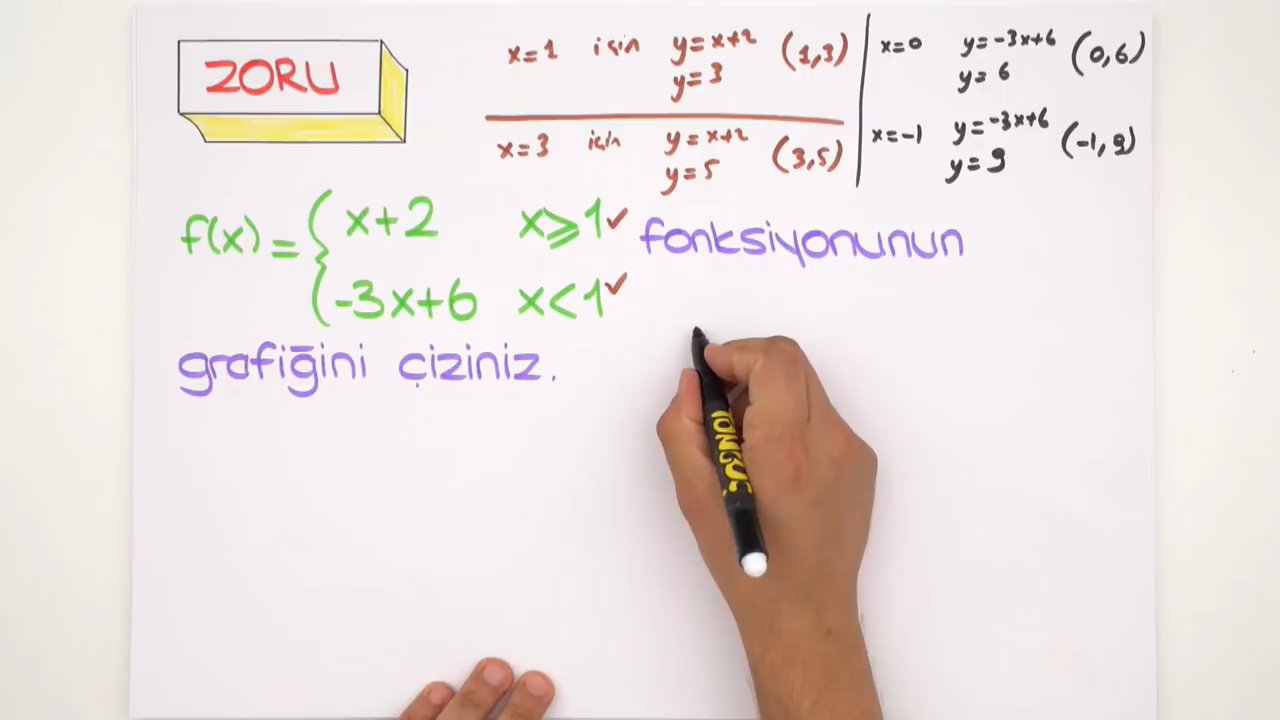 ZORU
x=1 için y=x+2 (1,3)
y=3
x=3 için y=x+2 (3,5)
y=5
x=0 y=-3x+6 (0,6)
y=6
x=-1 y=-3x+6 (-1,9)
y=9
f(x)= { x+2 x⩾1 ✓ fonksiyonunun
-3x+6 x<1 ✓
grafiğini çiziniz.
TONGUÇ